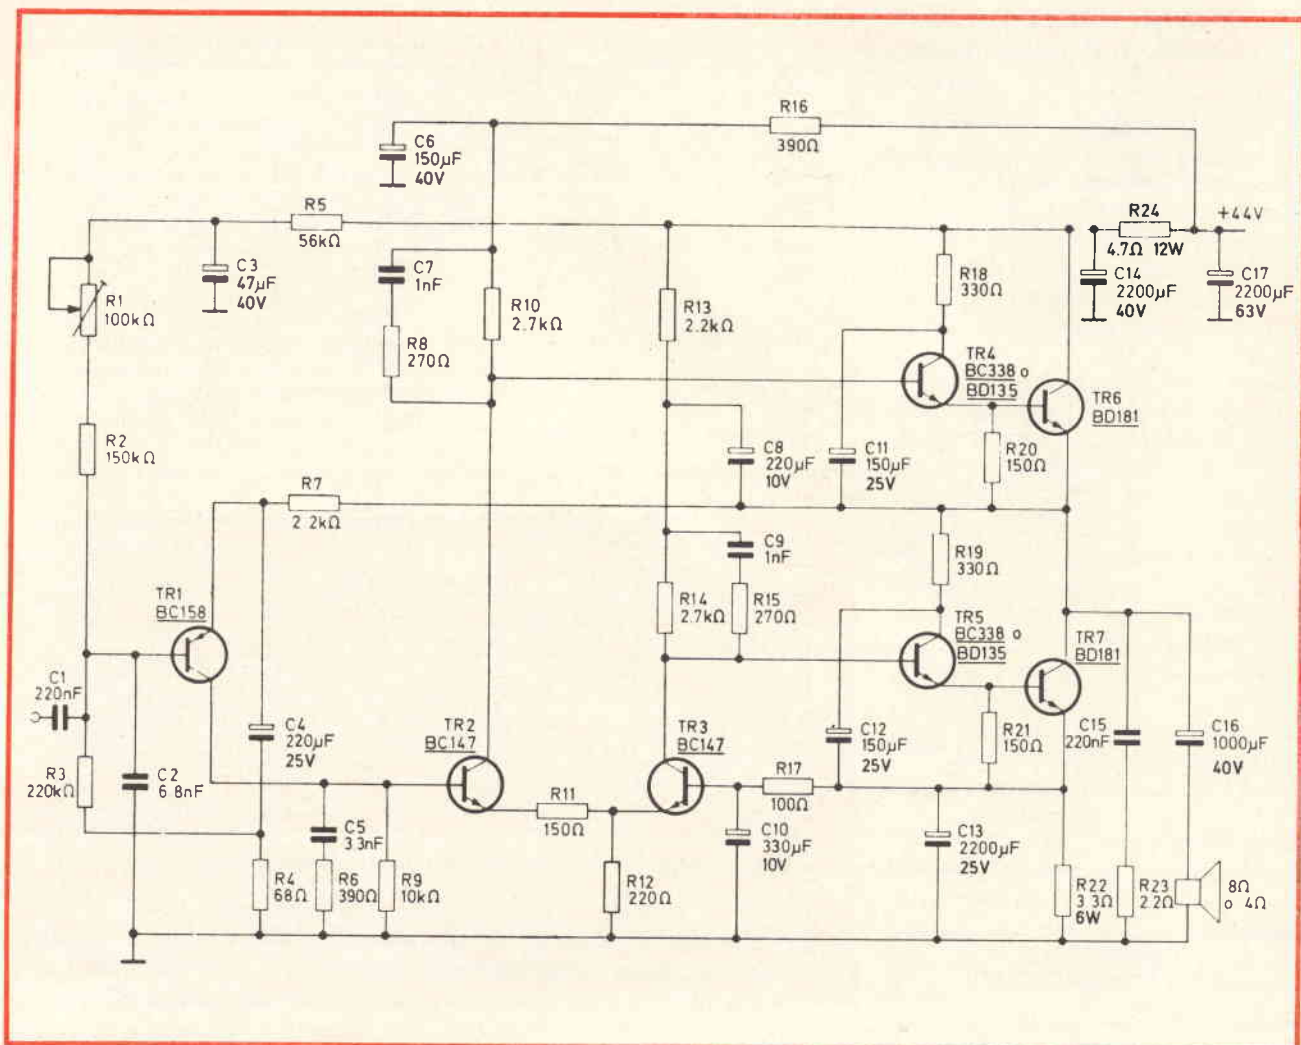 R16
390Ω
C6
150µF
40V
R5
56kΩ
R24
+44V
4.7Ω 12W
C3
47µF
40V
C7
1nF
R18
330Ω
C14
2200µF
40V
C17
2200µF
63V
R1
100kΩ
R10
2.7kΩ
R13
2.2kΩ
R8
270Ω
TR4
BC338 o
BD135
TR6
BD181
R2
150kΩ
C8
220µF
10V
C11
150µF
25V
R20
150Ω
R7
2.2kΩ
C9
1nF
R19
330Ω
TR1
BC158
R14
2.7kΩ
R15
270Ω
TR5
BC338 o
BD135
TR7
BD181
C1
220nF
C4
220µF
25V
TR2
BC147
TR3
BC147
C12
150µF
25V
R21
150Ω
C15
220nF
C16
1000µF
40V
R3
220kΩ
C2
6.8nF
R17
100Ω
R11
150Ω
C5
3.3nF
C10
330µF
10V
C13
2200µF
25V
R4
68Ω
R6
390Ω
R9
10kΩ
R12
220Ω
R22
3.3Ω
6W
R23
2.2Ω
8Ω
o 4Ω